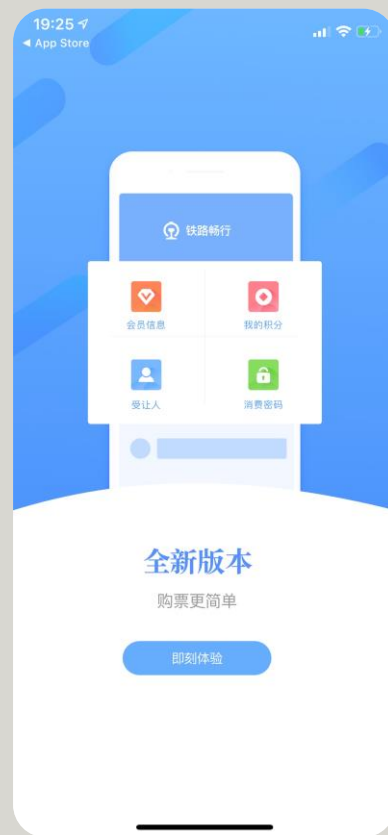 19:25
App Store
铁路畅行
会员信息
我的积分
受让人
消费密码
全新版本
购票更简单
即刻体验